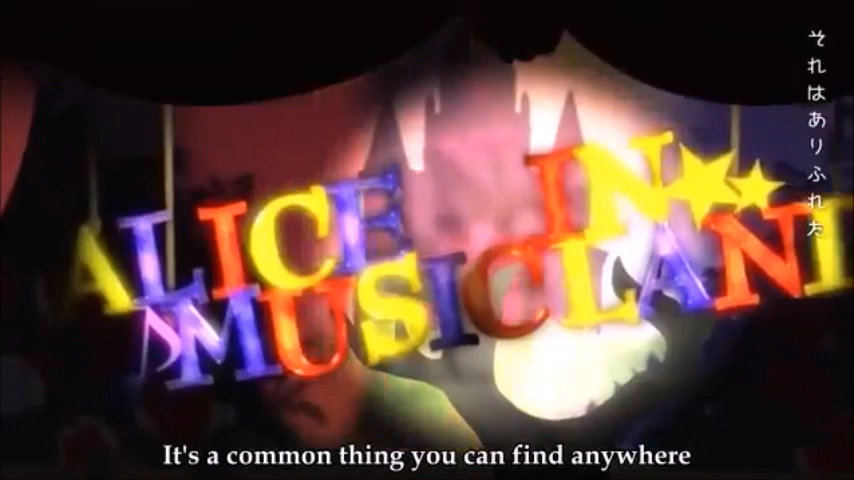 ALICE IN
MUSICLAND
それはありふれた
It's a common thing you can find anywhere